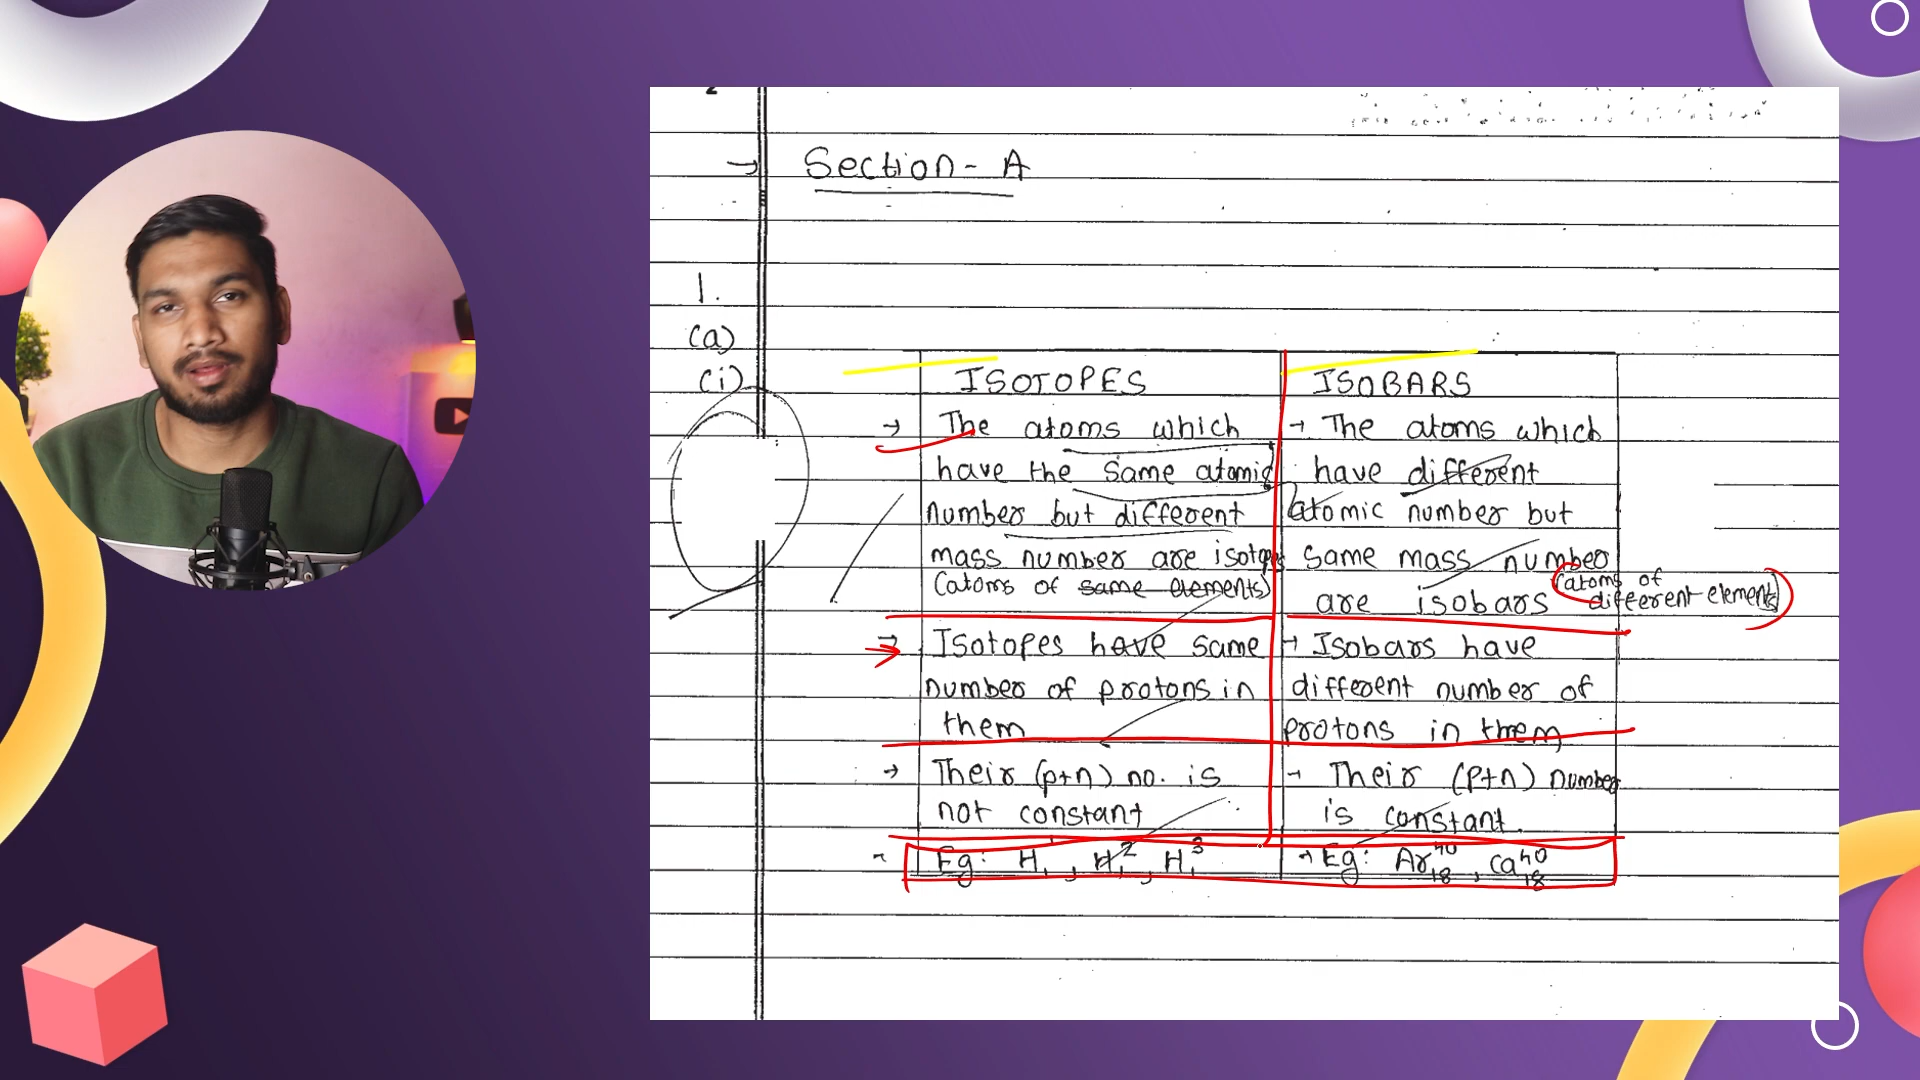 Section - A
1.
(a)
(i)
ISOTOPES
→ The atoms which
have the same atomic
number but different
mass number are isotopes
(atoms of same elements)
→ Isotopes have same
number of protons in
them
→ Their (p+n) no. is
not constant
Eg: H₁¹, H₁², H₁³
ISOBARS
→ The atoms which
have different
atomic number but
same mass number
are isobars (atoms of
different elements)
→ Isobars have
different number of
protons in them
→ Their (P+n) number
is constant.
→ Eg: Ar₁₈⁴⁰, Ca₁₈⁴⁰